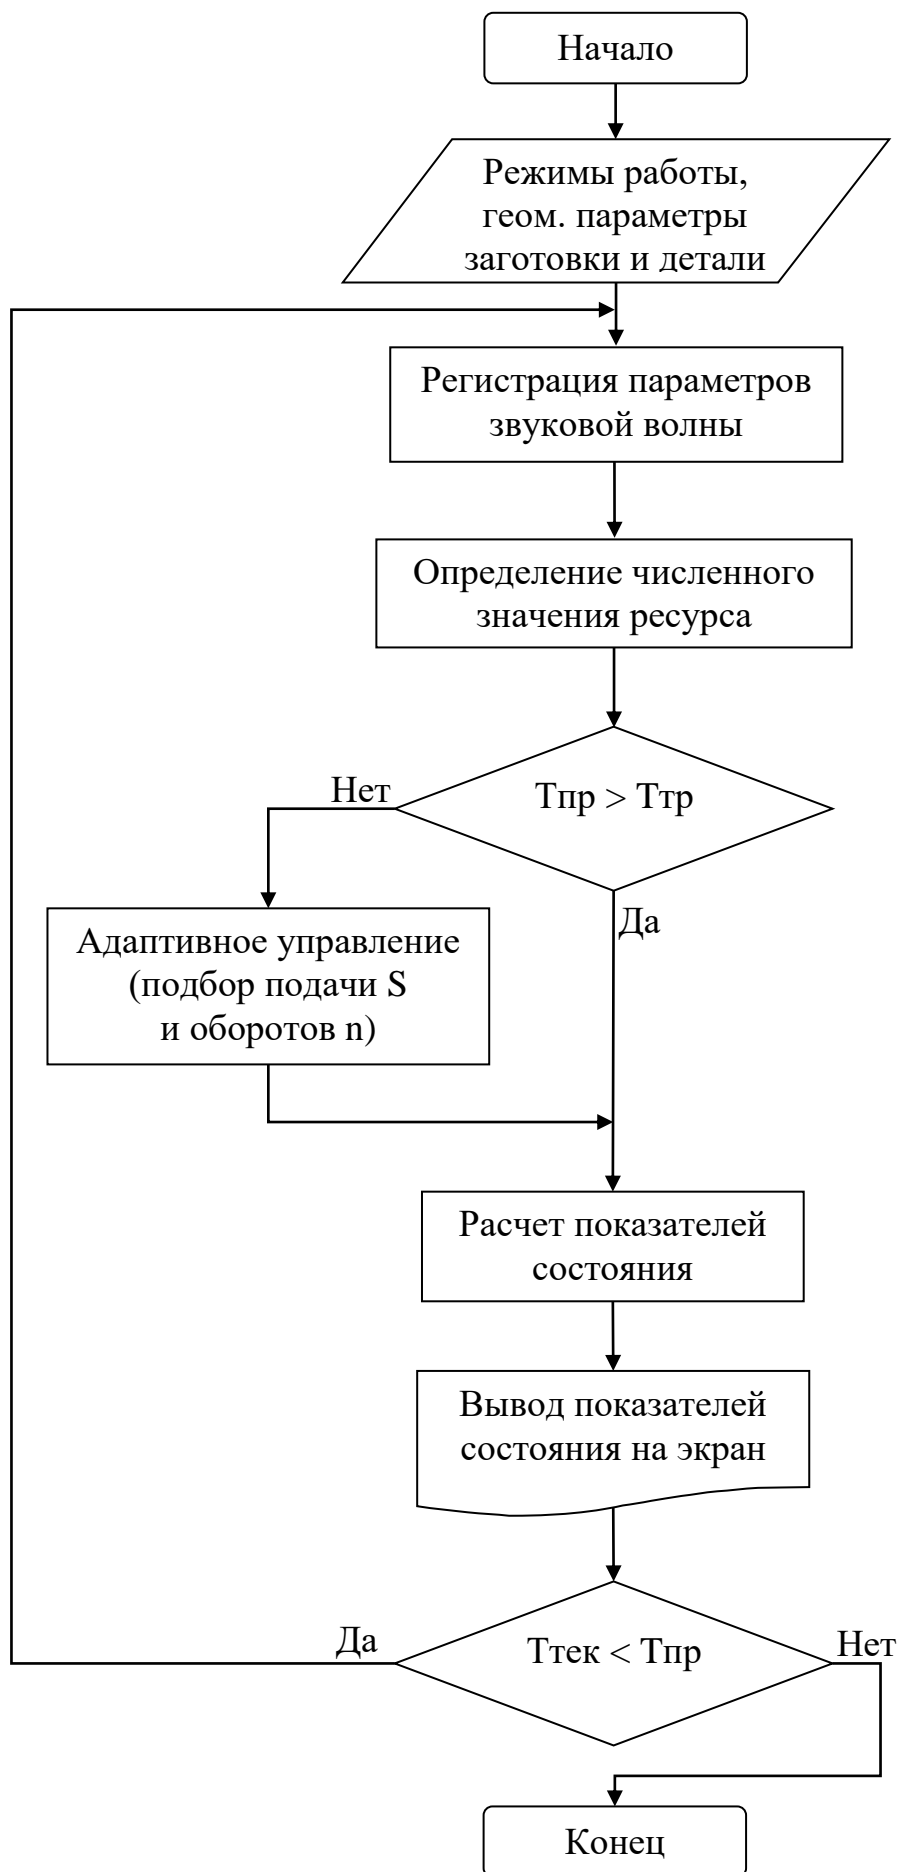 Начало
Режимы работы,
геом. параметры
заготовки и детали
Регистрация параметров
звуковой волны
Определение численного
значения ресурса
Нет
Тпр > Ттр
Да
Адаптивное управление
(подбор подачи S
и оборотов n)
Расчет показателей
состояния
Вывод показателей
состояния на экран
Да
Ттек < Тпр
Нет
Конец